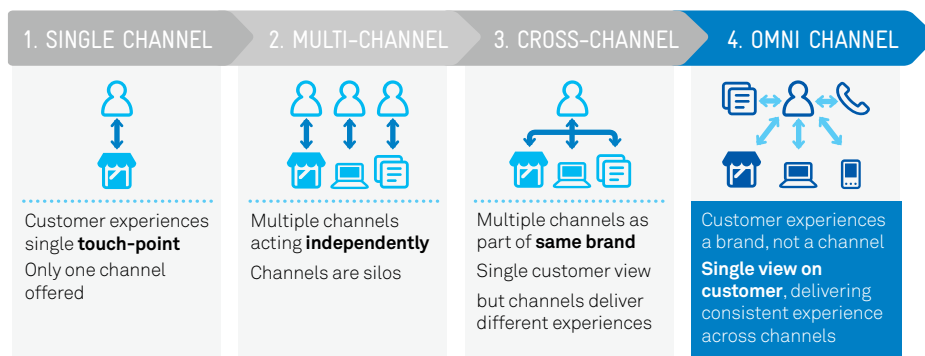 1. SINGLE CHANNEL
2. MULTI-CHANNEL
3. CROSS-CHANNEL
4. OMNI CHANNEL
Customer experiences
single touch-point
Only one channel
offered
Multiple channels
acting independently
Channels are silos
Multiple channels as
part of same brand
Single customer view
but channels deliver
different experiences
Customer experiences
a brand, not a channel
Single view on
customer, delivering
consistent experience
across channels